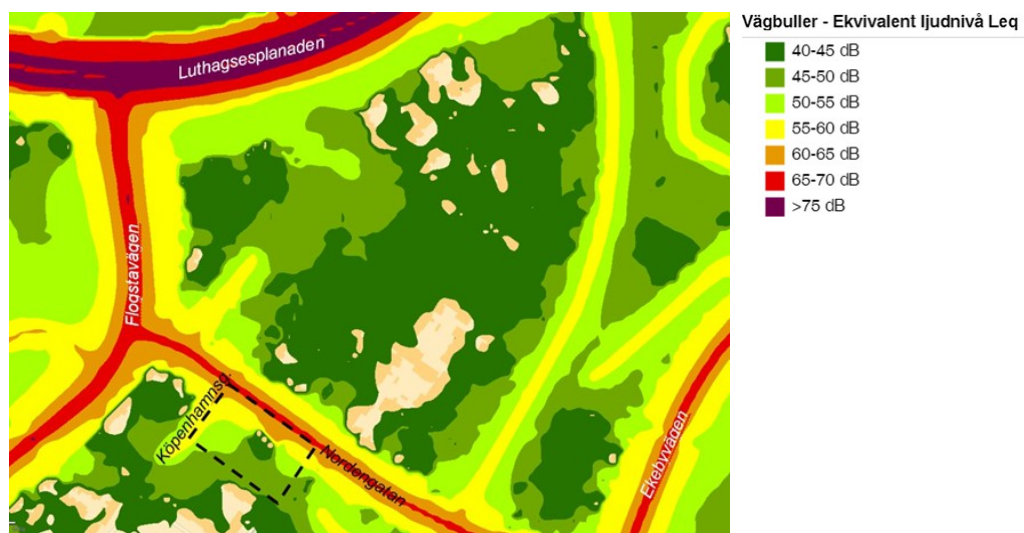 Vägbuller - Ekvivalent ljudnivå Leq
40-45 dB
45-50 dB
50-55 dB
55-60 dB
60-65 dB
65-70 dB
>75 dB
Luthagsesplanaden
Flogstavägen
Köpenhamnsg.
Nordengatan
Ekebyvägen